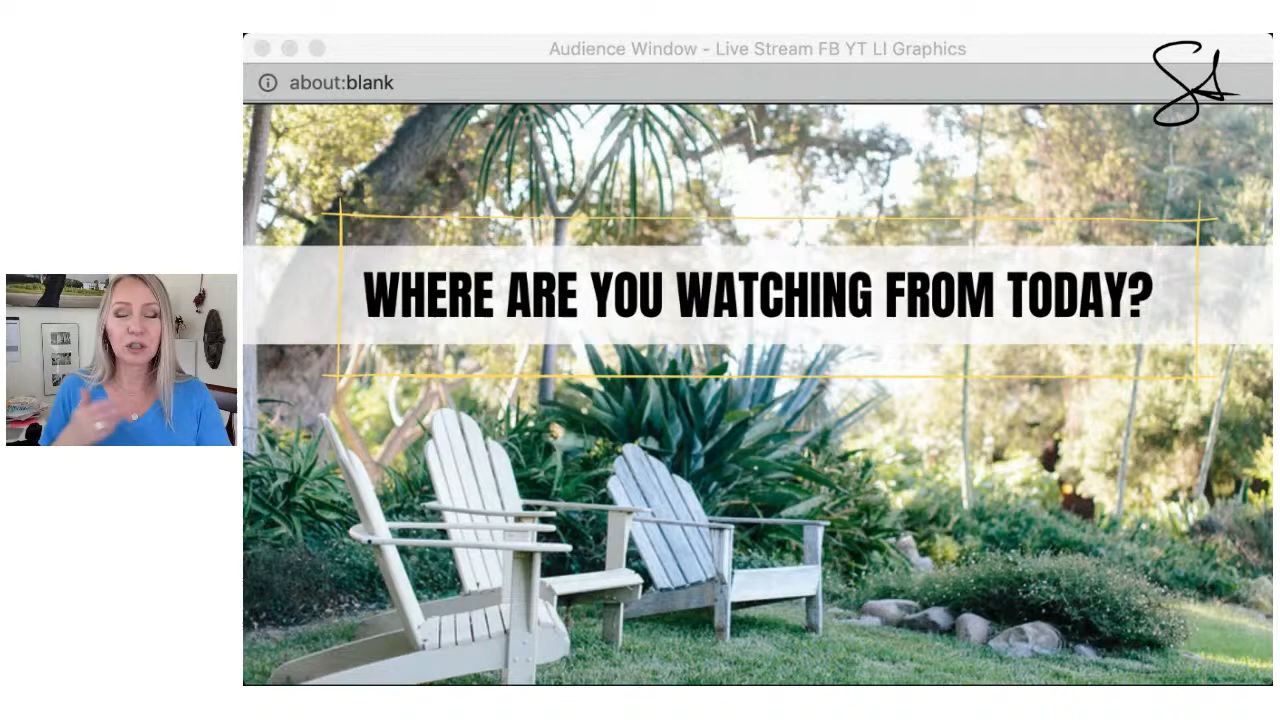 Audience Window - Live Stream FB YT LI Graphics
about:blank
WHERE ARE YOU WATCHING FROM TODAY?